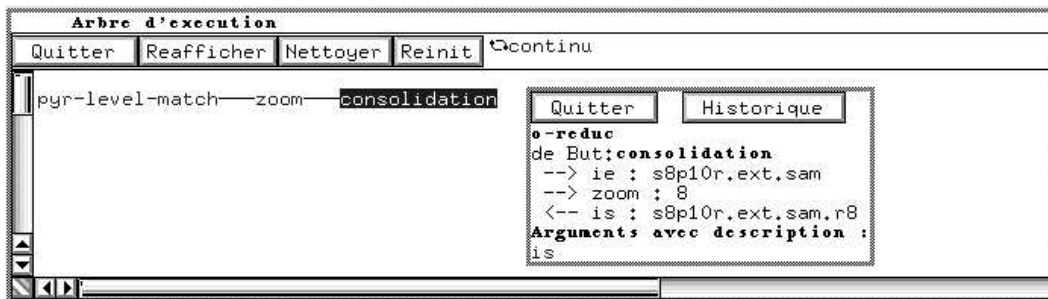 Arbre d'execution
Quitter Reafficher Nettoyer Reinit continu
pyr-level-match zoom consolidation
Quitter Historique
o-reduc
de But:consolidation
--> ie : s8p10r.ext.sam
--> zoom : 8
<-- is : s8p10r.ext.sam.r8
Arguments avec description :
is